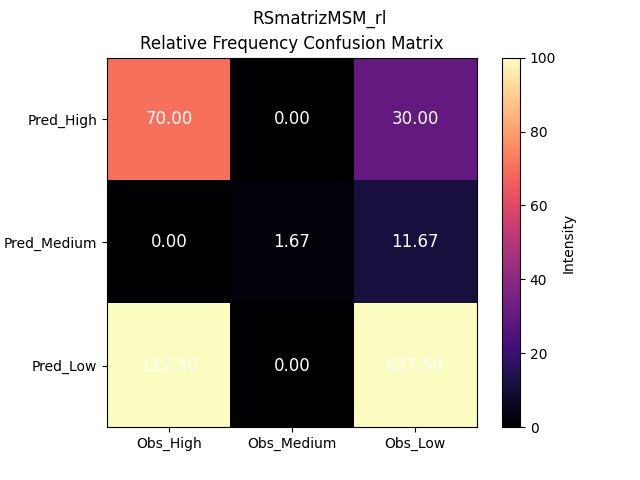 RSmatrizMSM_rl
Relative Frequency Confusion Matrix
100
Pred_High 70.00 0.00 30.00
80
60
Pred_Medium 0.00 1.67 11.67
Intensity
40
20
Pred_Low 112.50 0.00 637.50
0
Obs_High Obs_Medium Obs_Low